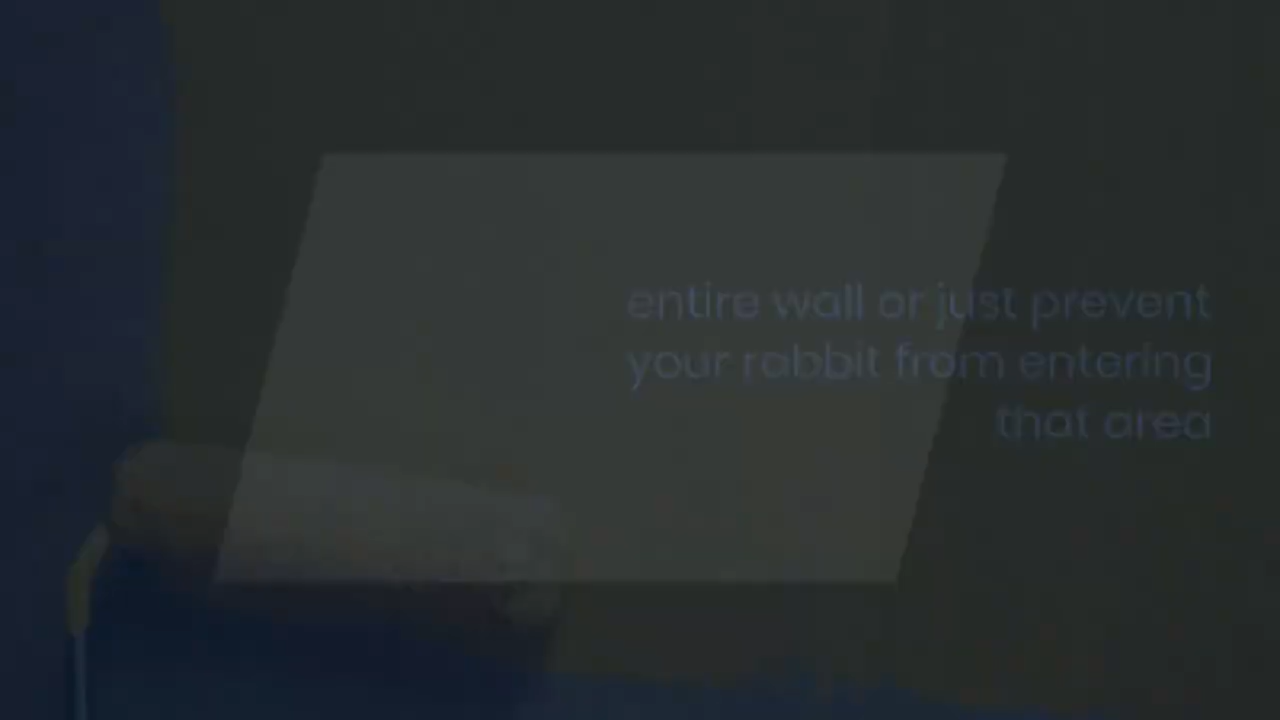 entire wall or just prevent
your rabbit from entering
that area